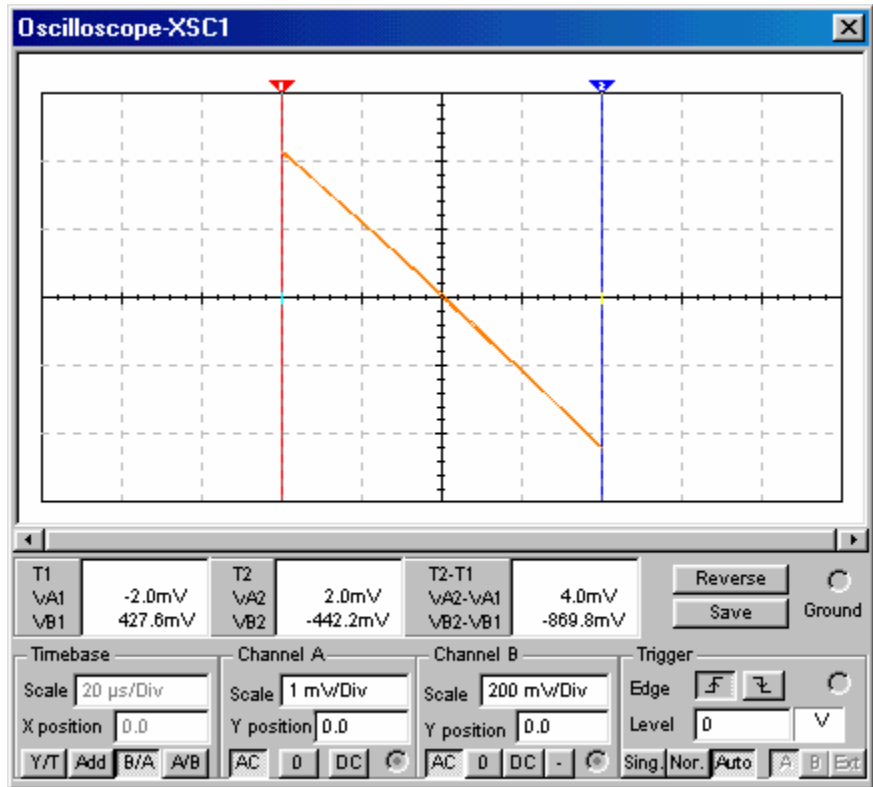 Oscilloscope-XSC1
1 2
T1 T2 T2-T1 Reverse
VA1 -2.0mV VA2 2.0mV VA2-VA1 4.0mV
VB1 427.6mV VB2 -442.2mV VB2-VB1 -869.8mV Save Ground
Timebase Channel A Channel B Trigger
Scale 20 µs/Div Scale 1 mV/Div Scale 200 mV/Div Edge
X position 0.0 Y position 0.0 Y position 0.0 Level 0 V
Y/T Add B/A A/B AC 0 DC AC 0 DC - Sing. Nor. Auto A B Ext